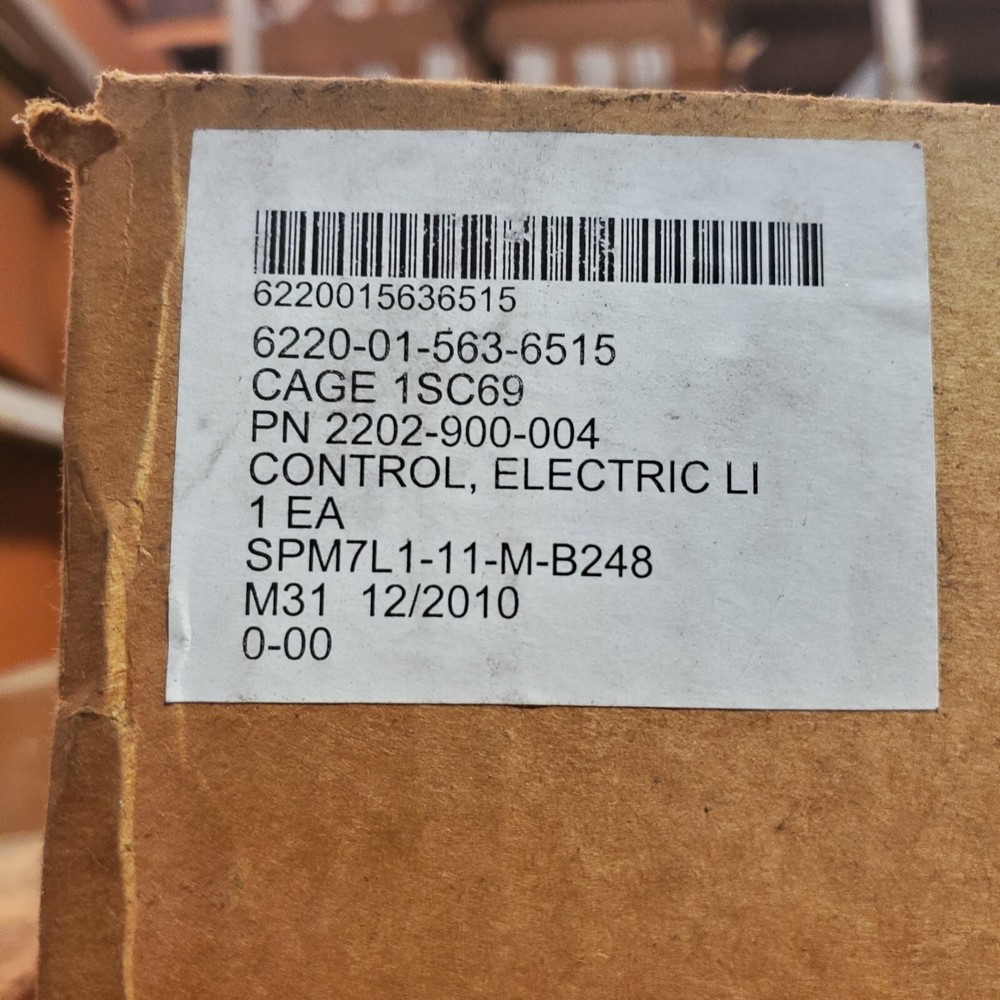 6220015636515
6220-01-563-6515
CAGE 1SC69
PN 2202-900-004
CONTROL, ELECTRIC LI
1 EA
SPM7L1-11-M-B248
M31 12/2010
0-00